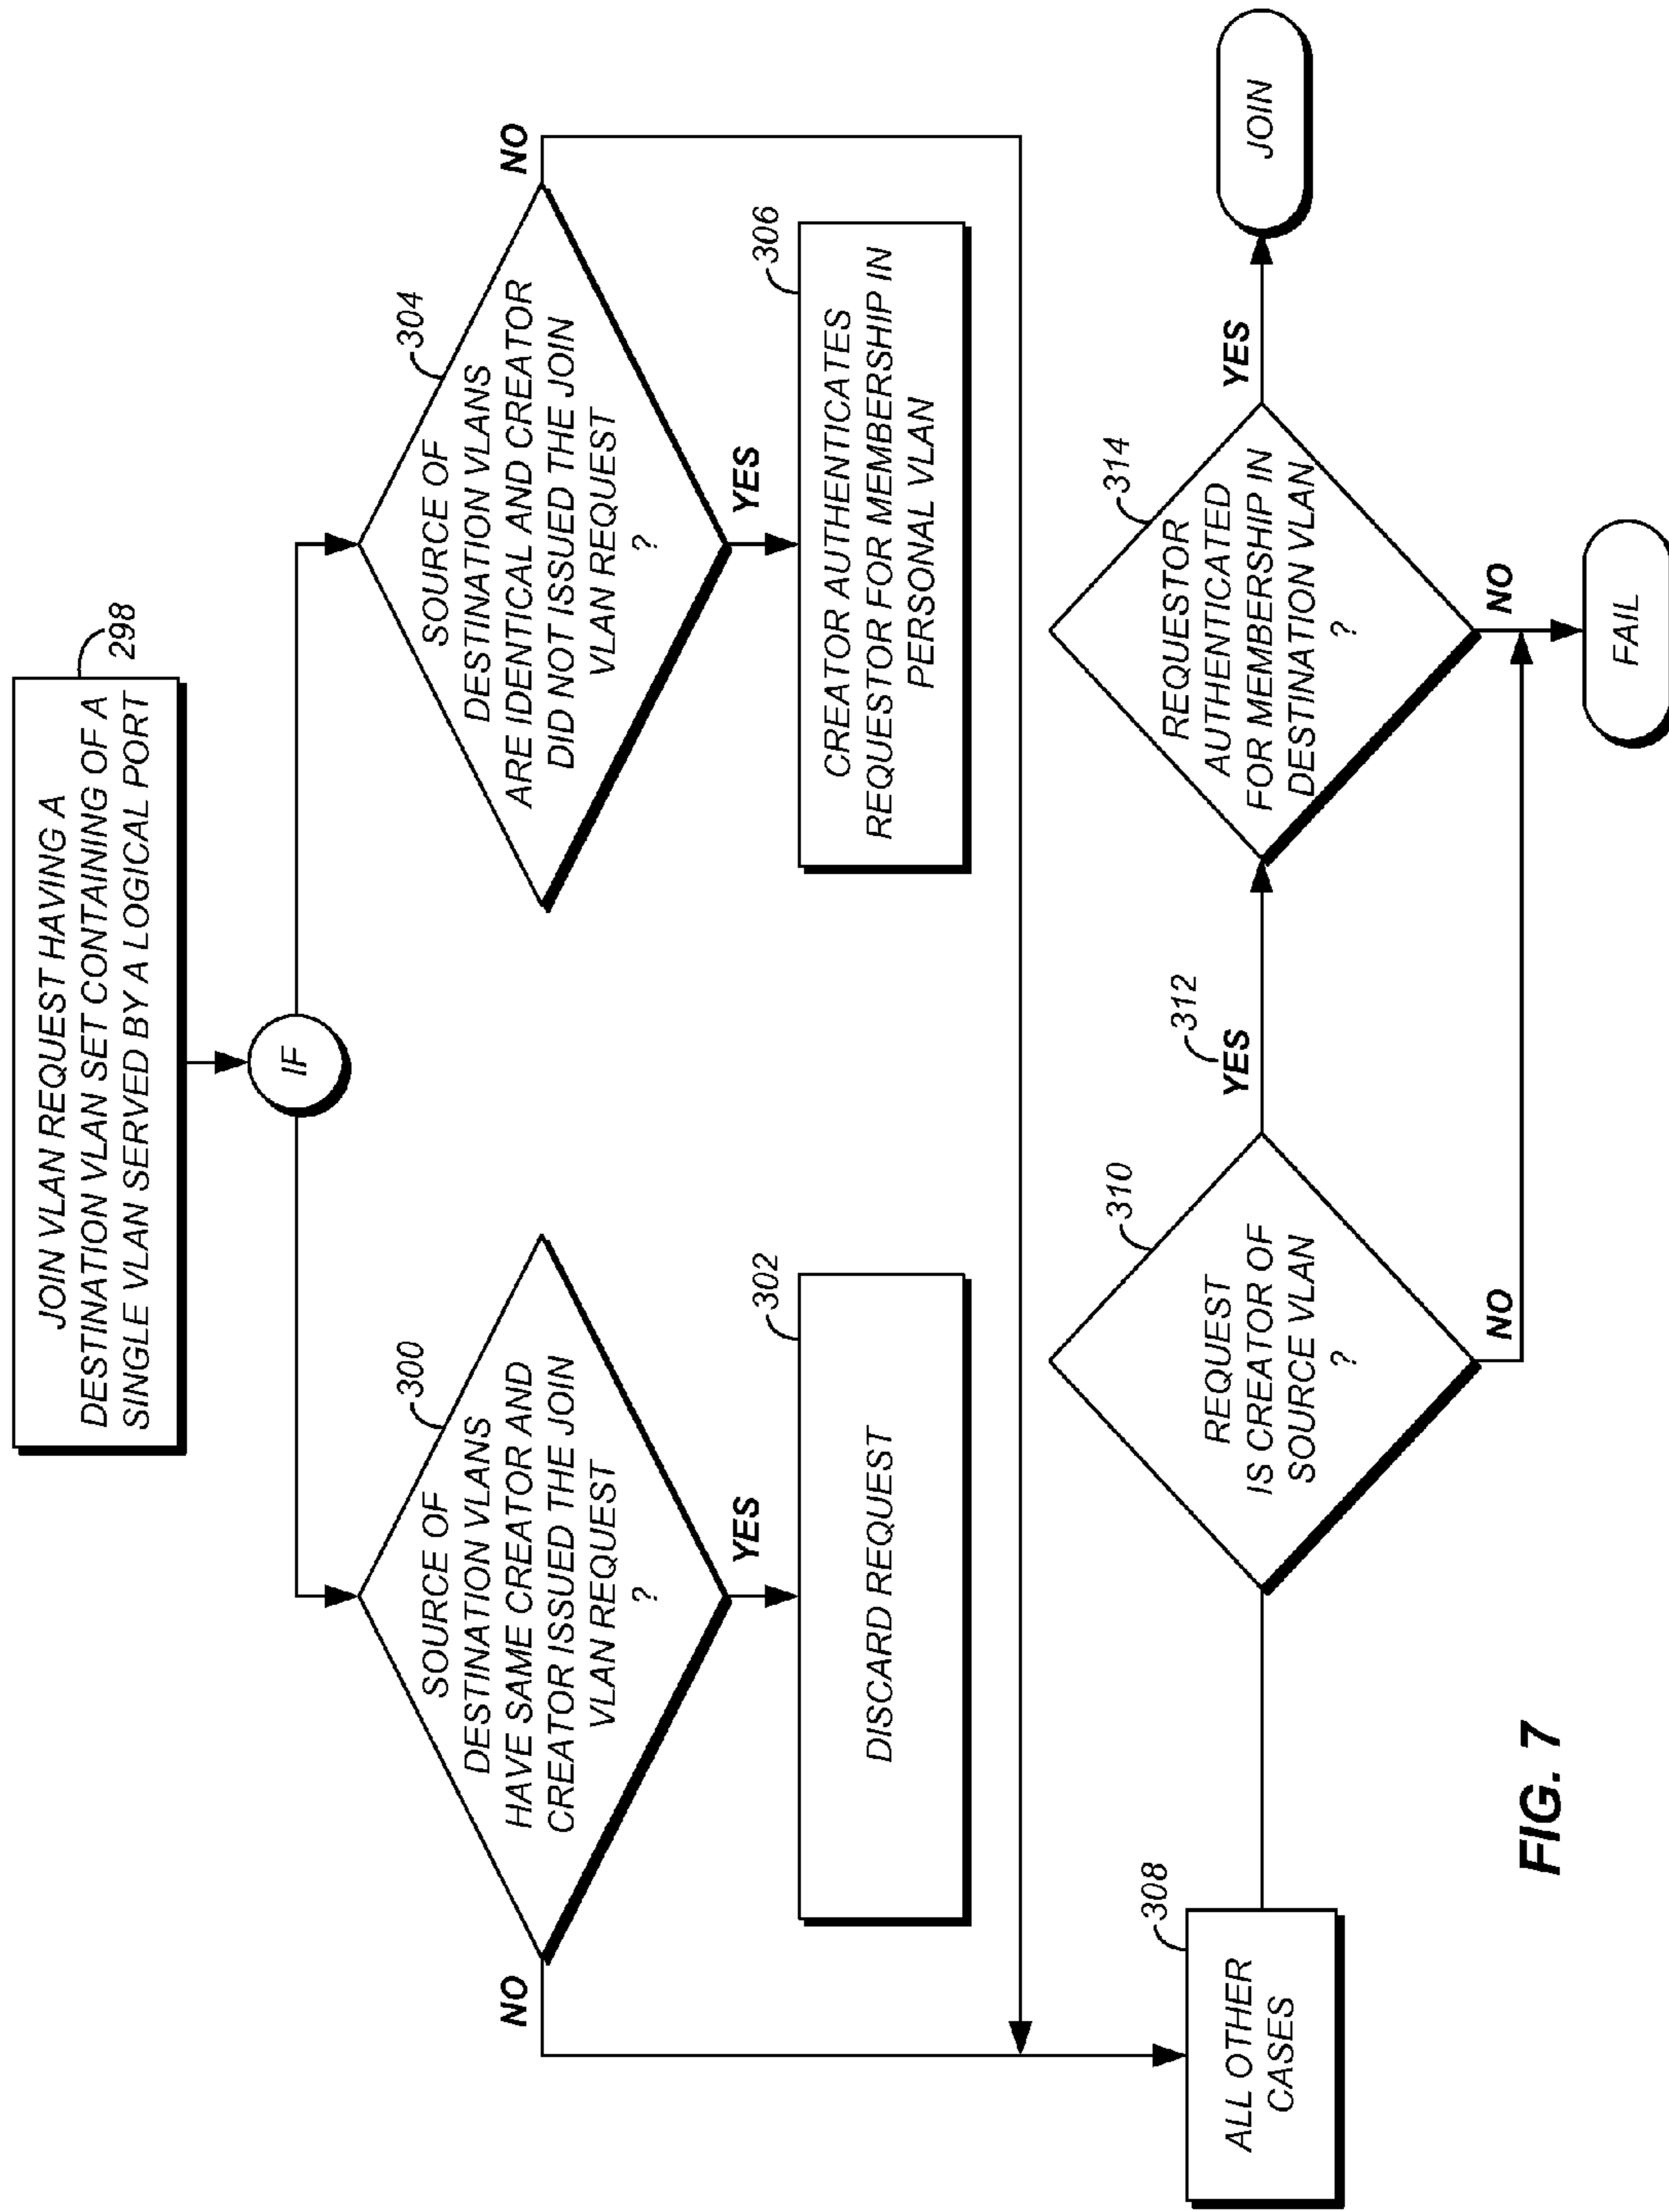 JOIN VLAN REQUEST HAVING A
DESTINATION VLAN SET CONTAINING OF A
SINGLE VLAN SERVED BY A LOGICAL PORT
298
IF
SOURCE OF
DESTINATION VLANS
HAVE SAME CREATOR AND
CREATOR ISSUED THE JOIN
VLAN REQUEST
?
300
NO
YES
DISCARD REQUEST
302
SOURCE OF
DESTINATION VLANS
ARE IDENTICAL AND CREATOR
DID NOT ISSUED THE JOIN
VLAN REQUEST
?
304
NO
YES
CREATOR AUTHENTICATES
REQUESTOR FOR MEMBERSHIP IN
PERSONAL VLAN
306
ALL OTHER
CASES
308
REQUEST
IS CREATOR OF
SOURCE VLAN
?
310
312
YES
NO
REQUESTOR
AUTHENTICATED
FOR MEMBERSHIP IN
DESTINATION VLAN
?
314
YES
JOIN
NO
FAIL
FIG. 7